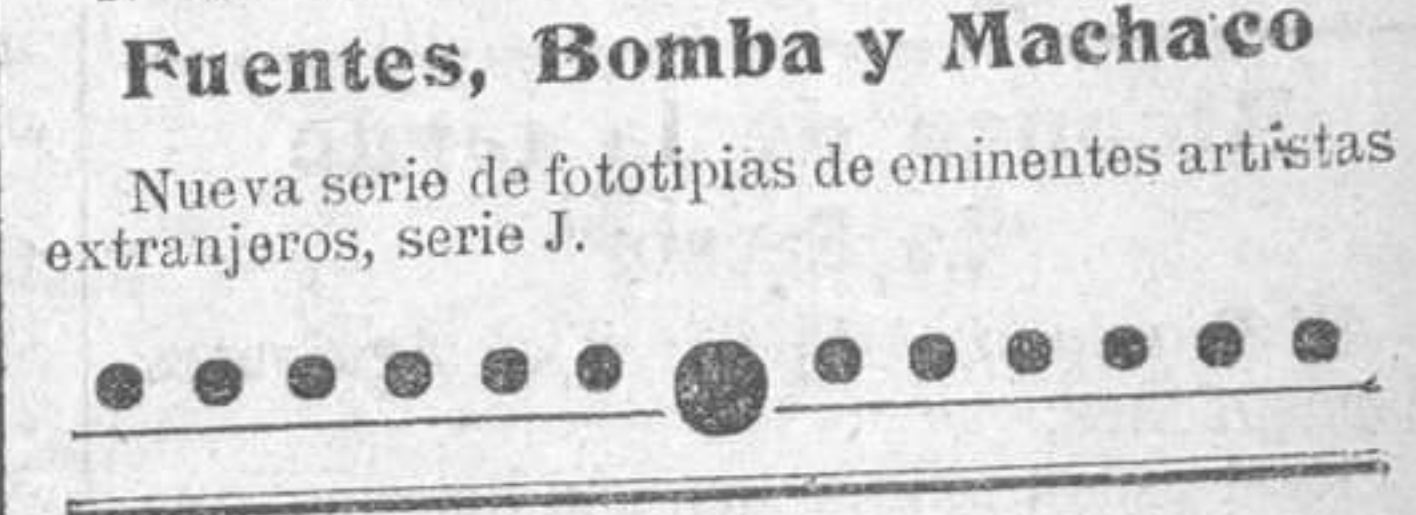 Fuentes, Bomba y Machaco
Nueva serie de fototipias de eminentes artistas
extranjeros, serie J.